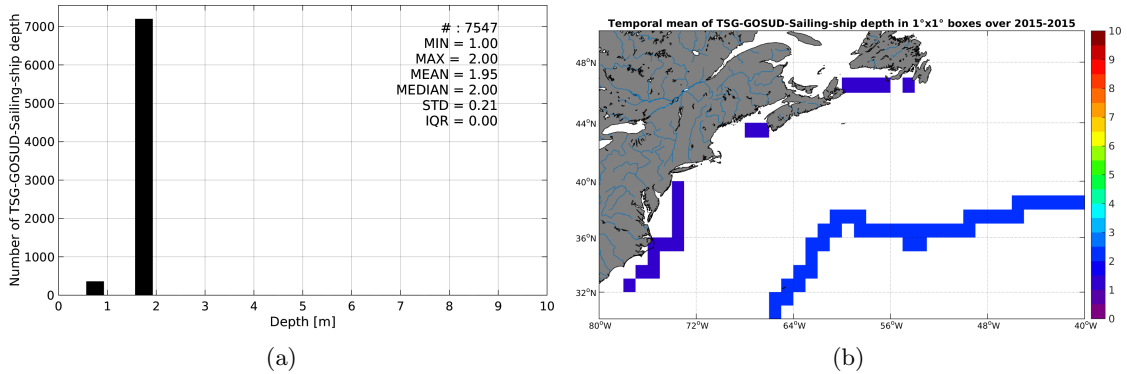 Number of TSG-GOSUD-Sailing-ship depth
7000
6000
5000
4000
3000
2000
1000
0
0 1 2 3 4 5 6 7 8 9 10
Depth [m]
# : 7547
MIN = 1.00
MAX = 2.00
MEAN = 1.95
MEDIAN = 2.00
STD = 0.21
IQR = 0.00
(a)
Temporal mean of TSG-GOSUD-Sailing-ship depth in 1°x1° boxes over 2015-2015
48°N
44°N
40°N
36°N
32°N
80°W 72°W 64°W 56°W 48°W 40°W
10
9
8
7
6
5
4
3
2
1
0
(b)